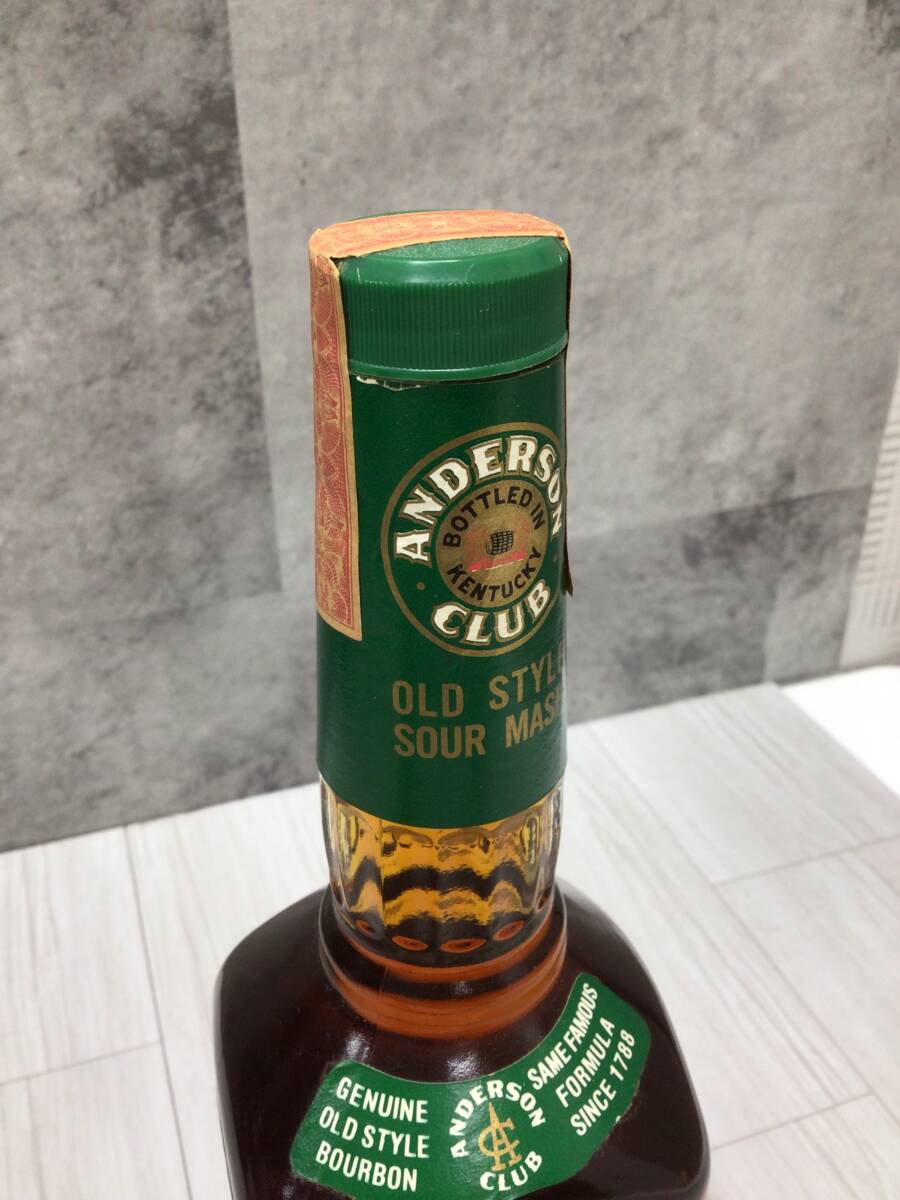 ANDERSON
BOTTLED IN
KENTUCKY
CLUB
OLD STYLE
SOUR MASH
GENUINE
OLD STYLE
BOURBON
ANDERSON
AC
CLUB
SAME FAMOUS
FORMULA
SINCE 1788